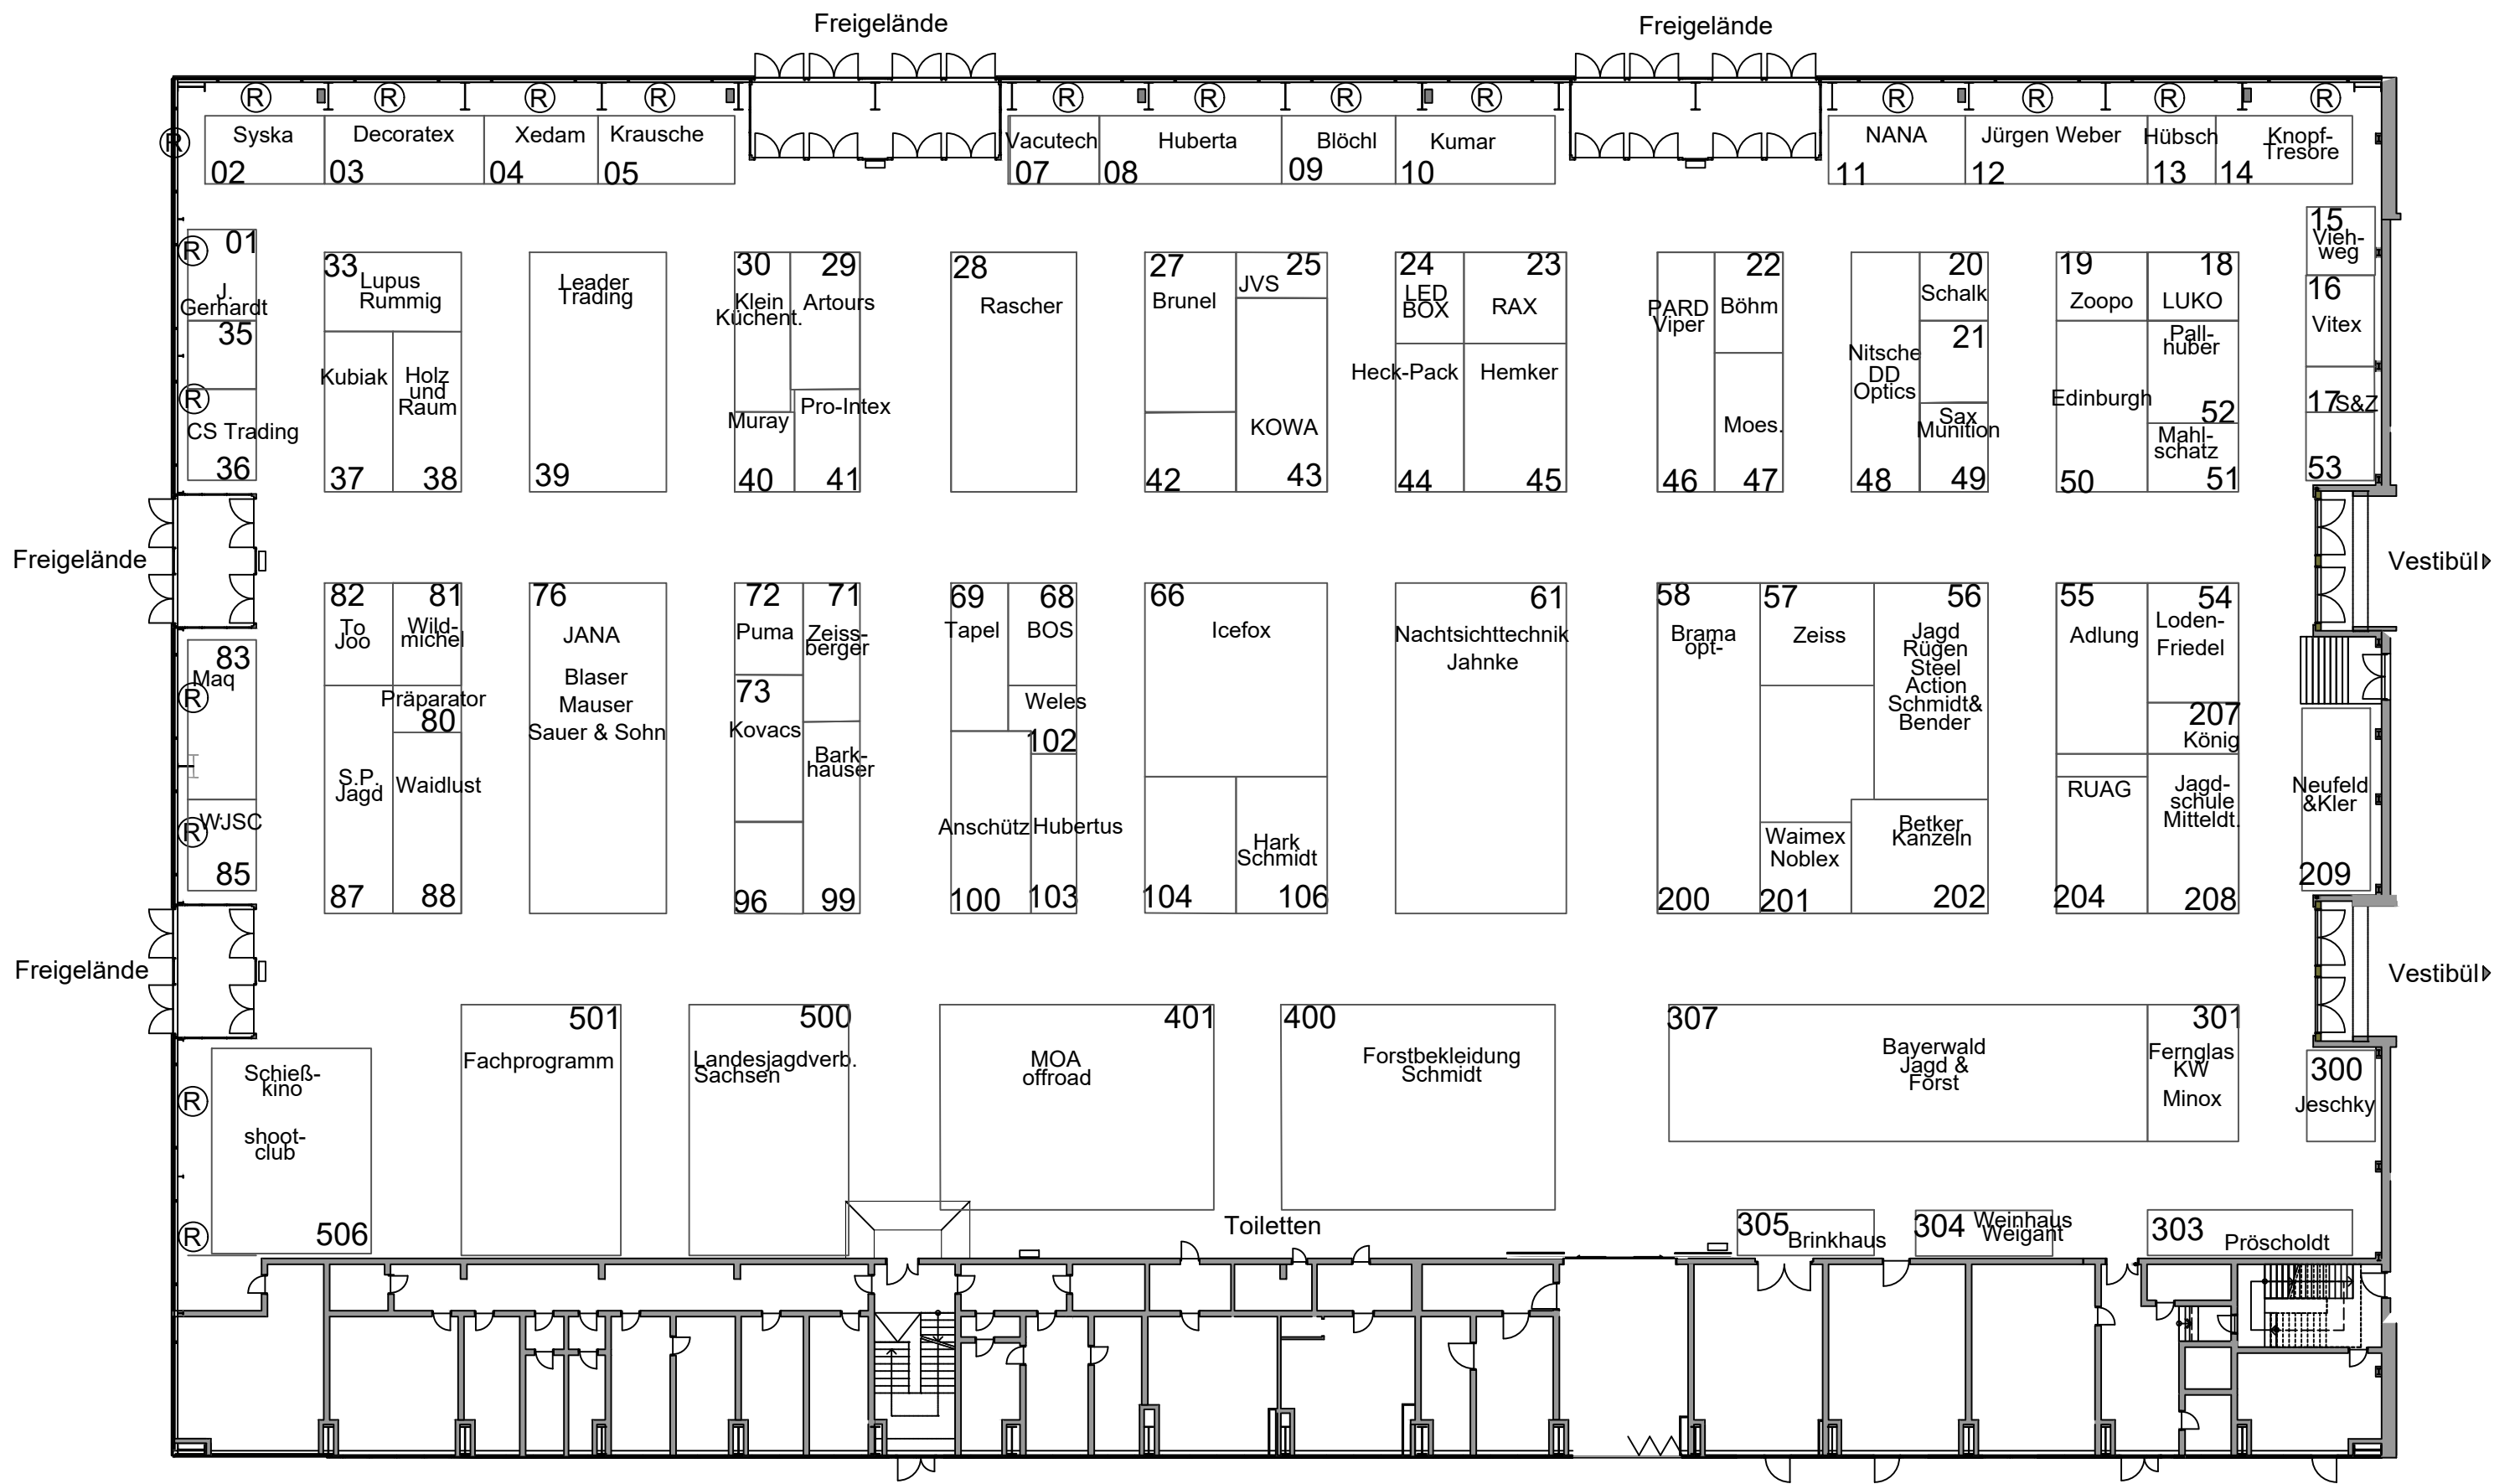 Freigelände
Freigelände
® ® ® ® ® ® ® ® ® ® ® ®
®
Syska
02
Decoratex
03
Xedam
04
Krausche
05
Vacutech
07
Huberta
08
Blöchl
09
Kumar
10
NANA
11
Jürgen Weber
12
Hübsch
13
Knopf-
Tresore
14
®
01
J.
Gerhardt
35
®
CS Trading
36
33
Lupus
Rummig
Kubiak
37
Holz
und
Raum
38
Leader
Trading
39
30
Klein
Küchent.
29
Artours
Muray
40
Pro-Intex
41
28
Rascher
27
Brunel
42
25
JVS
KOWA
43
24
LED
BOX
23
RAX
Heck-Pack
44
Hemker
45
PARD
Viper
46
22
Böhm
Moes.
47
Nitsche
DD
Optics
48
20
Schalk
21
Sax
Munition
49
19
Zoopo
18
LUKO
Edinburgh
50
Pall-
huber
52
Mahl-
schatz
51
15
Vieh-
weg
16
Vitex
17
S&Z
53
Freigelände
Vestibül
83
Maq
®
®
WJSC
85
82
To
Joo
81
Wild-
michel
Präparator
80
S.P.
Jagd
87
Waidlust
88
76
JANA
Blaser
Mauser
Sauer & Sohn
72
Puma
71
Zeiss-
berger
73
Kovacs
Bark-
hauser
96
99
69
Tapel
68
BOS
Weles
102
Anschütz
100
Hubertus
103
66
Icefox
104
Hark
Schmidt
106
61
Nachtsichttechnik
Jahnke
58
Brama
opt-
200
57
Zeiss
56
Jagd
Rügen
Steel
Action
Schmidt&
Bender
Waimex
Noblex
201
Betker
Kanzeln
202
55
Adlung
54
Loden-
Friedel
207
König
RUAG
204
Jagd-
schule
Mitteldt.
208
Neufeld
&Kler
209
Freigelände
Vestibül
®
Schieß-
kino
shoot-
club
506
®
501
Fachprogramm
500
Landesjagdverb.
Sachsen
401
MOA
offroad
400
Forstbekleidung
Schmidt
307
Bayerwald
Jagd &
Forst
301
Fernglas
KW
Minox
300
Jeschky
Toiletten
305
Brinkhaus
304
Weinhaus
Weigant
303
Pröscholdt